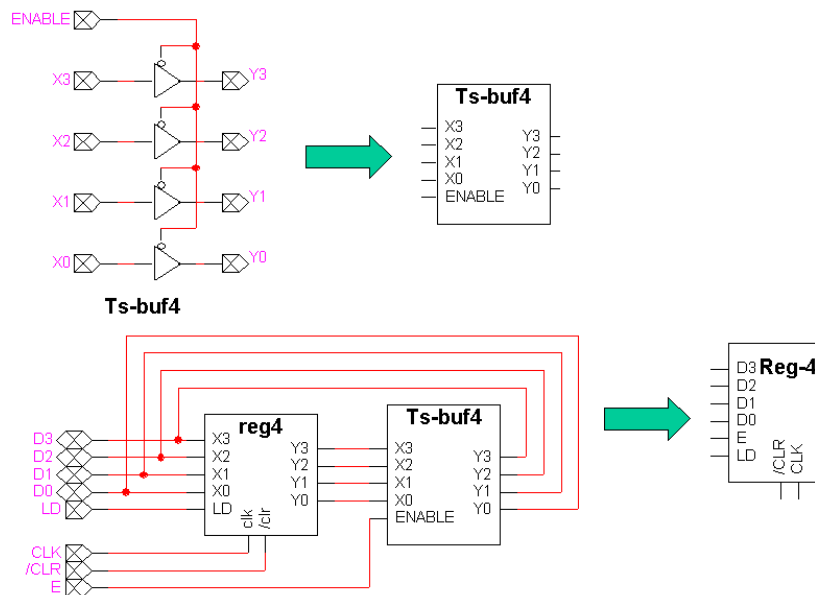 ENABLE
X3 Y3
X2 Y2
X1 Y1
X0 Y0
Ts-buf4
Ts-buf4
X3 Y3
X2 Y2
X1 Y1
X0 Y0
ENABLE
D3
D2
D1
D0
LD
CLK
/CLR
E
reg4
X3 Y3
X2 Y2
X1 Y1
X0 Y0
LD
clk /clr
Ts-buf4
X3 Y3
X2 Y2
X1 Y1
X0 Y0
ENABLE
Reg-4
D3
D2
D1
D0
E
LD
/CLR CLK